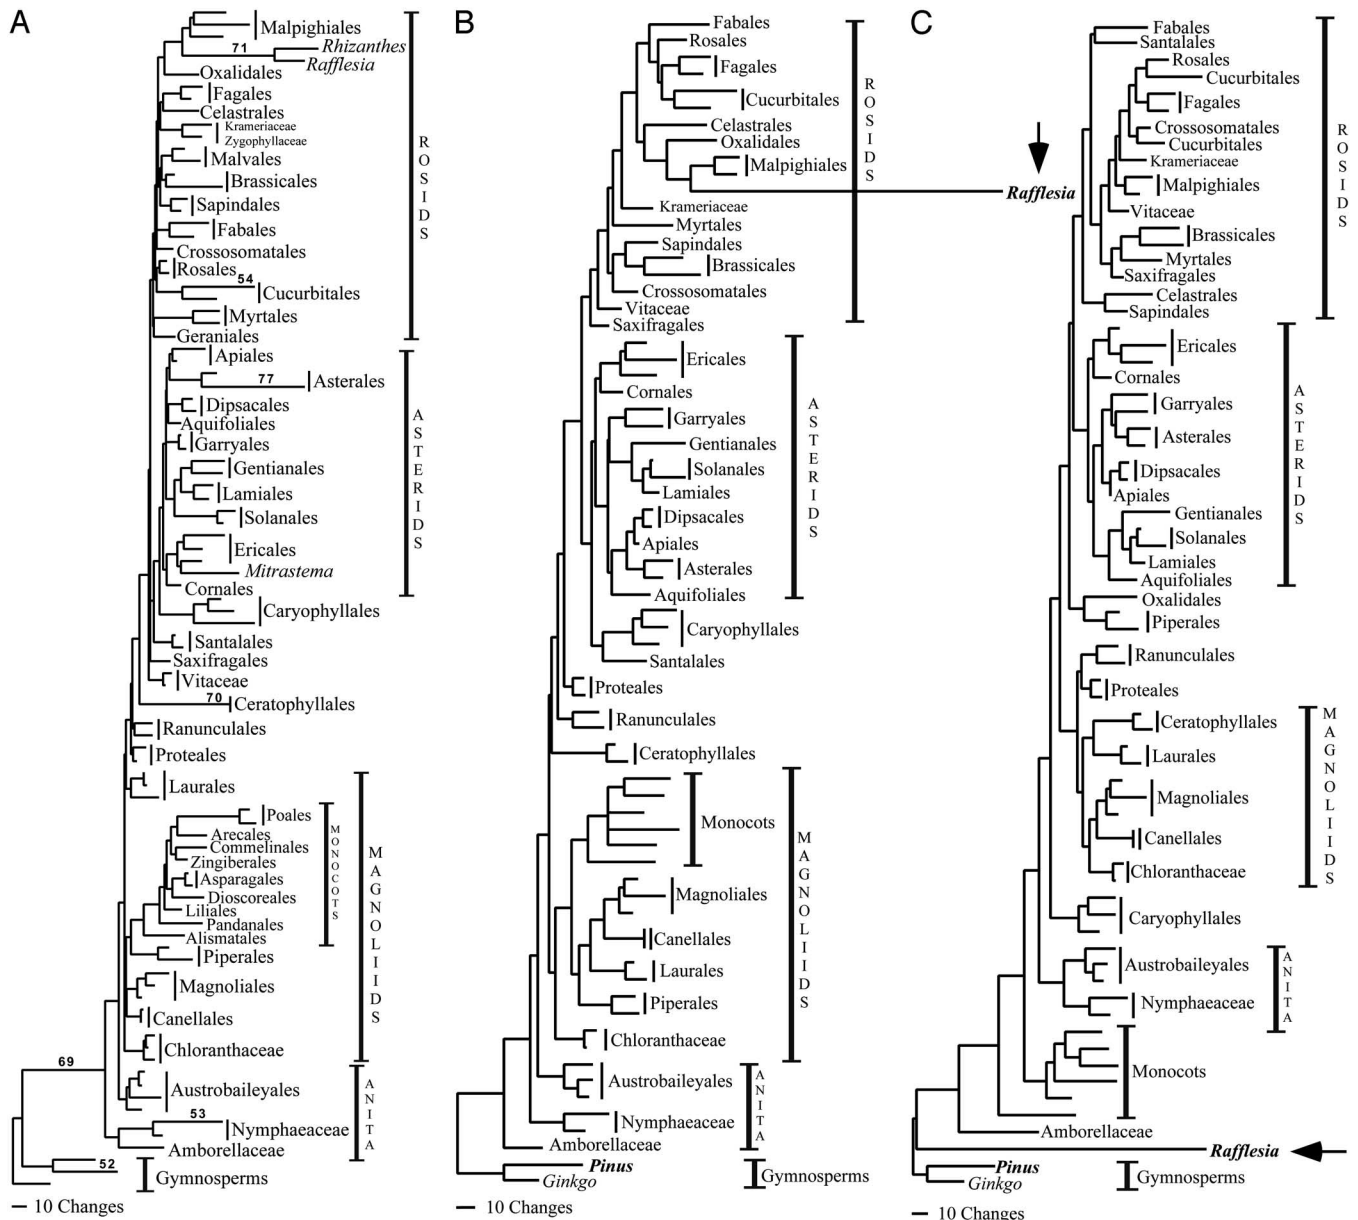 A
Malpighiales
71
Rhizanthes
Rafflesia
Oxalidales
Fagales
Celastrales
Krameriaceae
Zygophyllaceae
Malvales
Brassicales
Sapindales
Fabales
Crossosomatales
Rosales
54
Cucurbitales
Myrtales
Geraniales
ROSIDS
Apiales
77
Asterales
Dipsacales
Aquifoliales
Garryales
Gentianales
Lamiales
Solanales
Ericales
Mitrastema
Cornales
ASTERIDS
Caryophyllales
Santalales
Saxifragales
Vitaceae
70
Ceratophyllales
Ranunculales
Proteales
Laurales
Poales
Arecales
Commelinales
Zingiberales
Asparagales
Dioscoreales
Liliales
Pandanales
Alismatales
MONOCOTS
Piperales
Magnoliales
Canellales
Chloranthaceae
MAGNOLIIDS
69
Austrobaileyales
53
Nymphaeaceae
Amborellaceae
ANITA
52
Gymnosperms
10 Changes
B
Fabales
Rosales
Fagales
Cucurbitales
Celastrales
Oxalidales
Malpighiales
Rafflesia
Krameriaceae
Myrtales
Sapindales
Brassicales
Crossosomatales
Vitaceae
Saxifragales
ROSIDS
Ericales
Cornales
Garryales
Gentianales
Solanales
Lamiales
Dipsacales
Apiales
Asterales
Aquifoliales
ASTERIDS
Caryophyllales
Santalales
Proteales
Ranunculales
Ceratophyllales
Monocots
Magnoliales
Canellales
Laurales
Piperales
Chloranthaceae
MAGNOLIIDS
Austrobaileyales
Nymphaeaceae
Amborellaceae
ANITA
Pinus
Ginkgo
Gymnosperms
10 Changes
C
Fabales
Santalales
Rosales
Cucurbitales
Fagales
Crossosomatales
Cucurbitales
Krameriaceae
Malpighiales
Vitaceae
Brassicales
Myrtales
Saxifragales
Celastrales
Sapindales
ROSIDS
Ericales
Cornales
Garryales
Asterales
Dipsacales
Apiales
Gentianales
Solanales
Lamiales
Aquifoliales
ASTERIDS
Oxalidales
Piperales
Ranunculales
Proteales
Ceratophyllales
Laurales
Magnoliales
Canellales
Chloranthaceae
MAGNOLIIDS
Caryophyllales
Austrobaileyales
Nymphaeaceae
ANITA
Monocots
Amborellaceae
Rafflesia
Pinus
Ginkgo
Gymnosperms
10 Changes